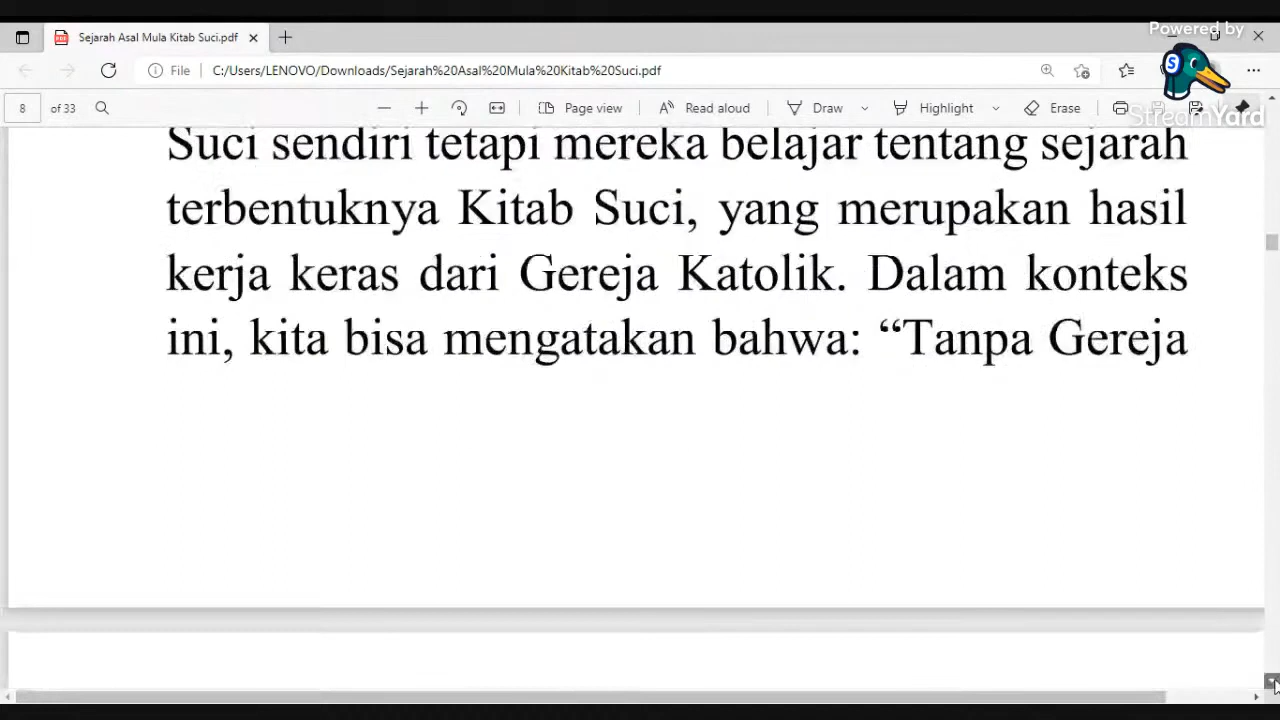 Powered by
Sejarah Asal Mula Kitab Suci.pdf
File
C:/Users/LENOVO/Downloads/Sejarah%20Asal%20Mula%20Kitab%20Suci.pdf
8 of 33
Page view
Read aloud
Draw
Highlight
Erase
StreamYard
Suci sendiri tetapi mereka belajar tentang sejarah
terbentuknya Kitab Suci, yang merupakan hasil
kerja keras dari Gereja Katolik. Dalam konteks
ini, kita bisa mengatakan bahwa: “Tanpa Gereja